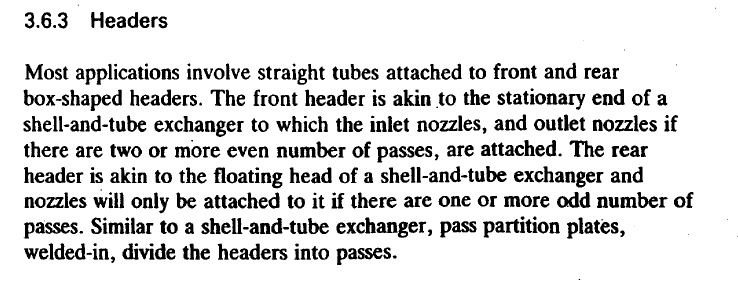 3.6.3 Headers
Most applications involve straight tubes attached to front and rear
box-shaped headers. The front header is akin to the stationary end of a
shell-and-tube exchanger to which the inlet nozzles, and outlet nozzles if
there are two or more even number of passes, are attached. The rear
header is akin to the floating head of a shell-and-tube exchanger and
nozzles will only be attached to it if there are one or more odd number of
passes. Similar to a shell-and-tube exchanger, pass partition plates,
welded-in, divide the headers into passes.